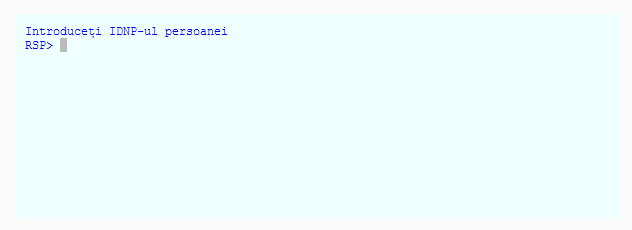 Introduceți IDNP-ul persoanei
RSP>